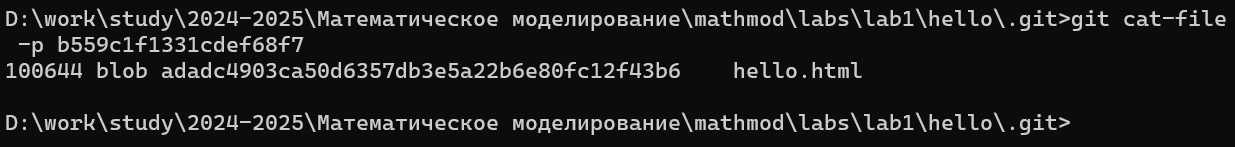 D:\work\study\2024-2025\Математическое моделирование\mathmod\labs\lab1\hello\.git>git cat-file
-p b559c1f1331cdef68f7
100644 blob adadc4903ca50d6357db3e5a22b6e80fc12f43b6    hello.html
D:\work\study\2024-2025\Математическое моделирование\mathmod\labs\lab1\hello\.git>